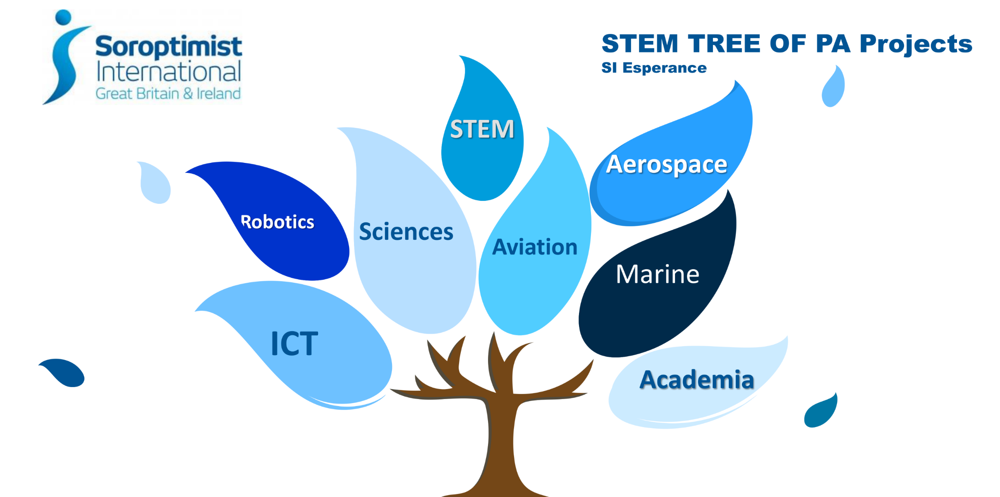 Soroptimist
International
Great Britain & Ireland
STEM TREE OF PA Projects
SI Esperance
STEM
Aerospace
Robotics
Sciences
Aviation
Marine
ICT
Academia